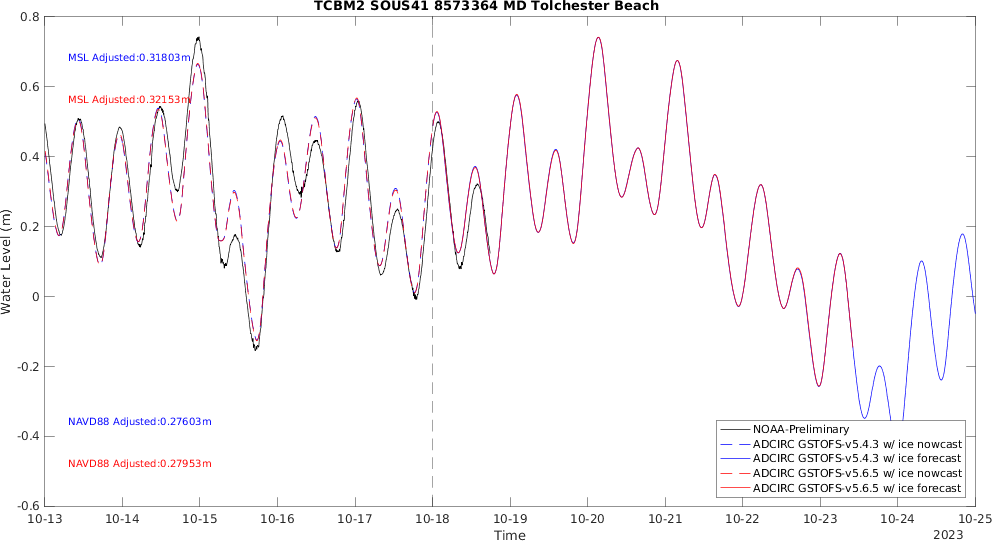 TCBM2 SOUS41 8573364 MD Tolchester Beach
0.8
0.6
0.4
0.2
0
-0.2
-0.4
-0.6
Water Level (m)
MSL Adjusted:0.31803m
MSL Adjusted:0.32153m
NAVD88 Adjusted:0.27603m
NAVD88 Adjusted:0.27953m
NOAA-Preliminary
ADCIRC GSTOFS-v5.4.3 w/ ice nowcast
ADCIRC GSTOFS-v5.4.3 w/ ice forecast
ADCIRC GSTOFS-v5.6.5 w/ ice nowcast
ADCIRC GSTOFS-v5.6.5 w/ ice forecast
10-13 10-14 10-15 10-16 10-17 10-18 10-19 10-20 10-21 10-22 10-23 10-24 10-25
Time
2023